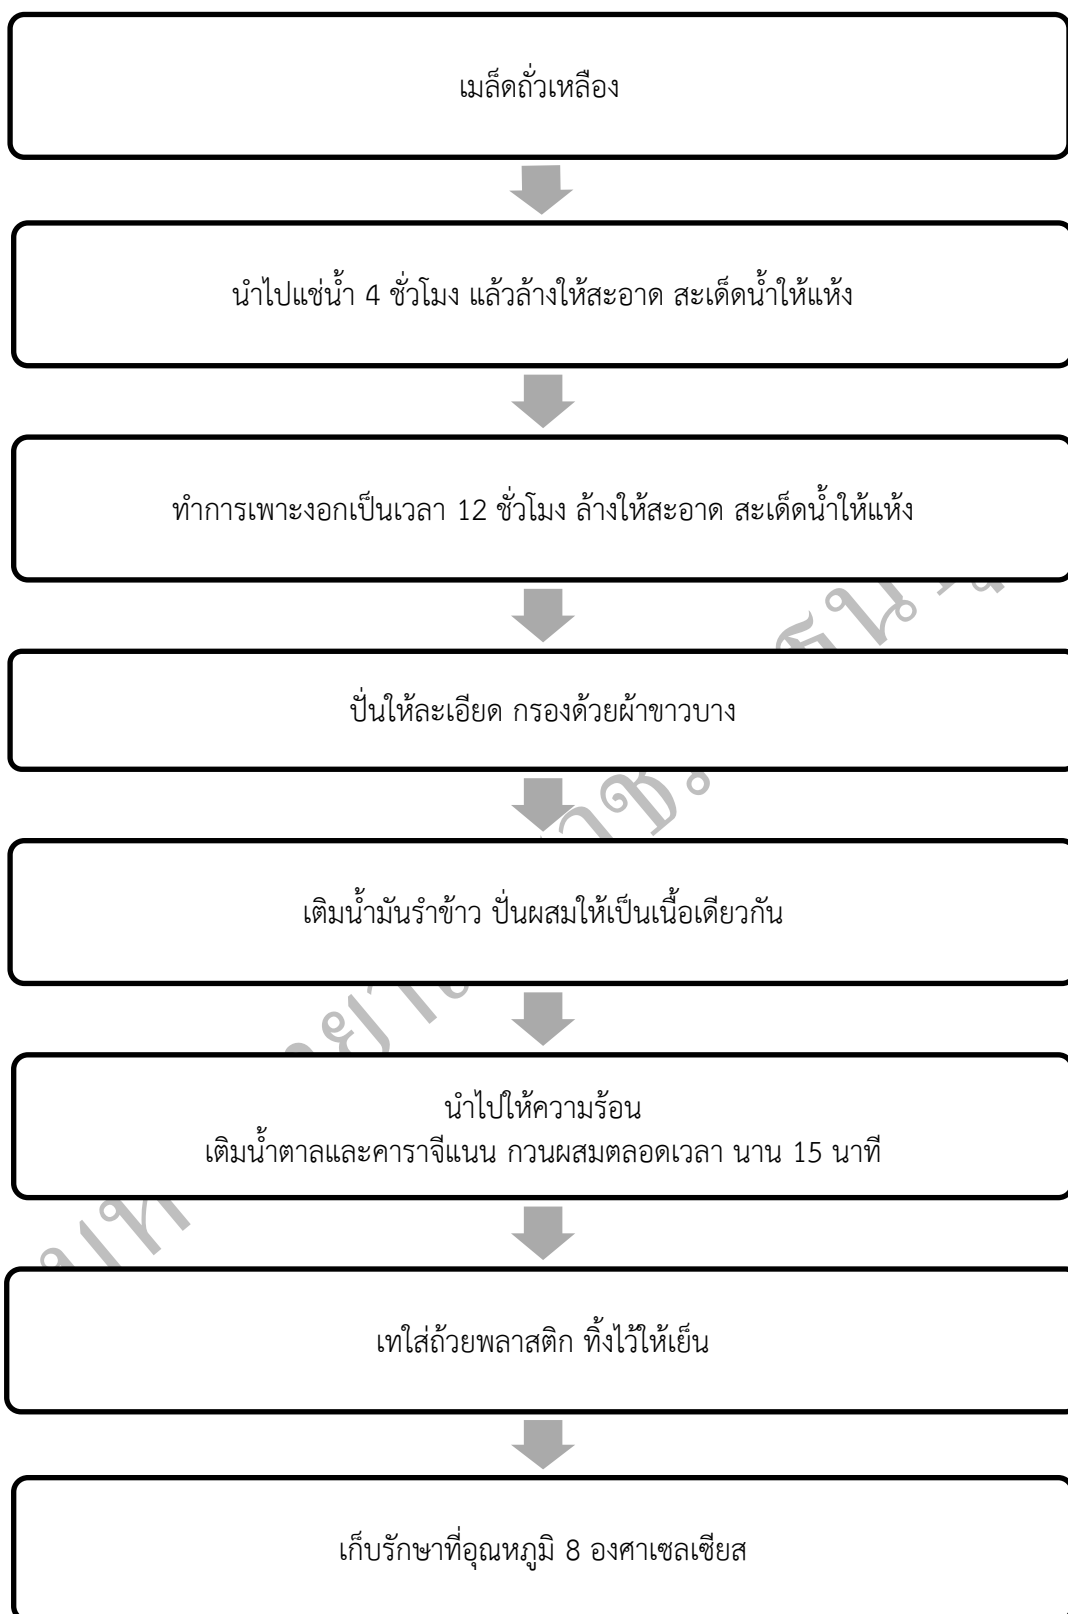 เมล็ดถั่วเหลือง
นำไปแช่น้ำ 4 ชั่วโมง แล้วล้างให้สะอาด สะเด็ดน้ำให้แห้ง
ทำการเพาะงอกเป็นเวลา 12 ชั่วโมง ล้างให้สะอาด สะเด็ดน้ำให้แห้ง
ปั่นให้ละเอียด กรองด้วยผ้าขาวบาง
เติมน้ำมันรำข้าว ปั่นผสมให้เป็นเนื้อเดียวกัน
นำไปให้ความร้อน
เติมน้ำตาลและคาราจีแนน กวนผสมตลอดเวลา นาน 15 นาที
เทใส่ถ้วยพลาสติก ทิ้งไว้ให้เย็น
เก็บรักษาที่อุณหภูมิ 8 องศาเซลเซียส